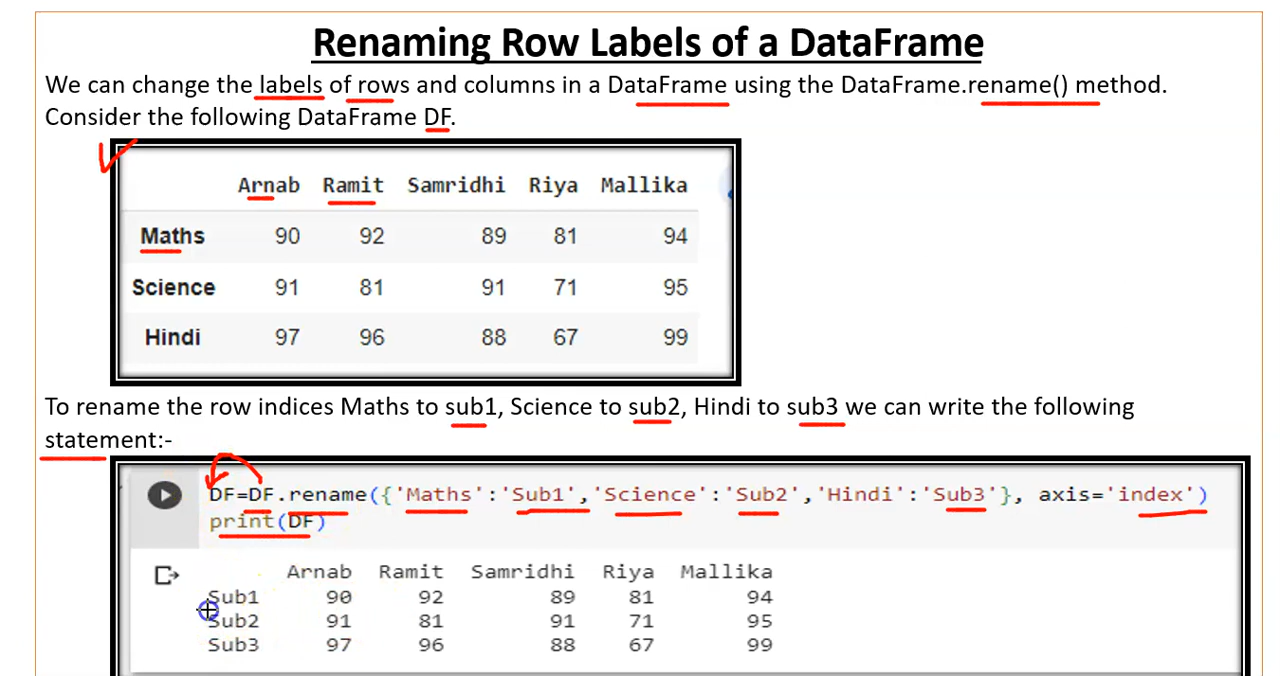 Renaming Row Labels of a DataFrame
We can change the labels of rows and columns in a DataFrame using the DataFrame.rename() method.
Consider the following DataFrame DF.
Arnab Ramit Samridhi Riya Mallika
Maths 90 92 89 81 94
Science 91 81 91 71 95
Hindi 97 96 88 67 99
To rename the row indices Maths to sub1, Science to sub2, Hindi to sub3 we can write the following
statement:-
DF=DF.rename({'Maths':'Sub1','Science':'Sub2','Hindi':'Sub3'}, axis='index')
print(DF)
Arnab Ramit Samridhi Riya Mallika
Sub1 90 92 89 81 94
Sub2 91 81 91 71 95
Sub3 97 96 88 67 99